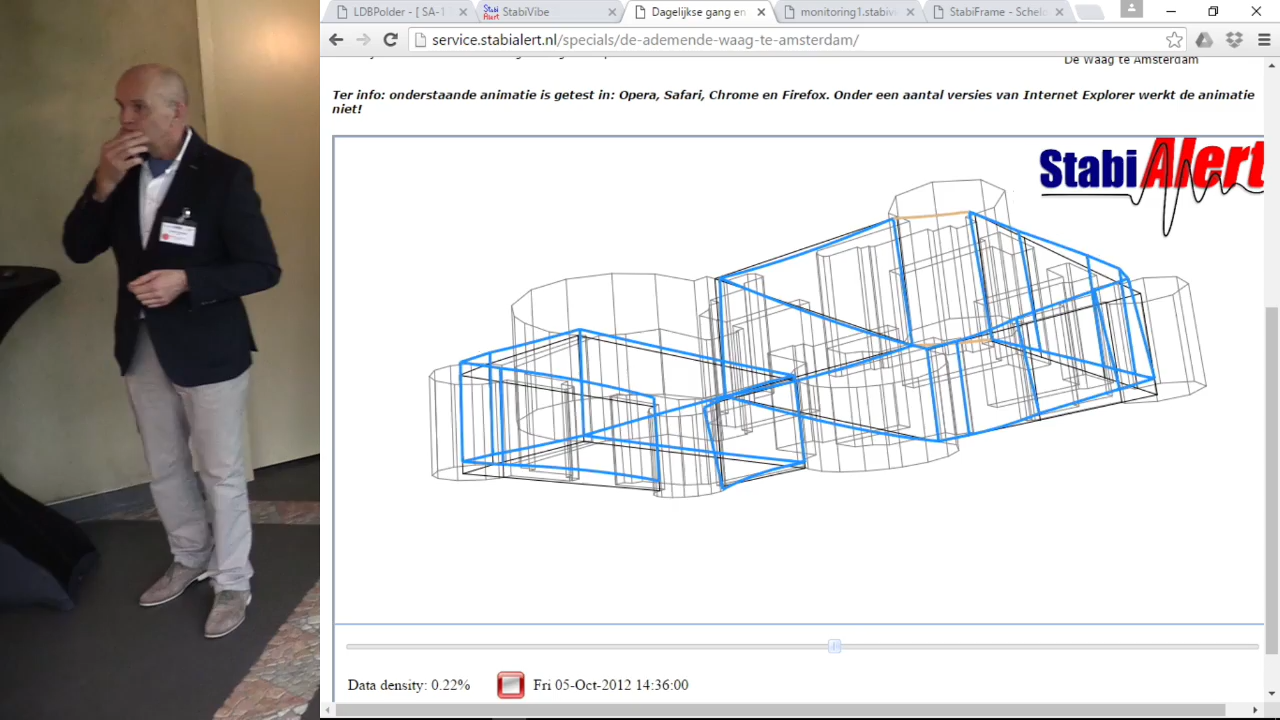 LDBPolder - [ SA-1
Stabi Alert StabiVibe
Dagelijkse gang en
monitoring1.stabivi
StabiFrame - Schelo
service.stabialert.nl/specials/de-ademende-waag-te-amsterdam/
De Waag te Amsterdam
Ter info: onderstaande animatie is getest in: Opera, Safari, Chrome en Firefox. Onder een aantal versies van Internet Explorer werkt de animatie
niet!
StabiAlert
Data density: 0.22%
Fri 05-Oct-2012 14:36:00